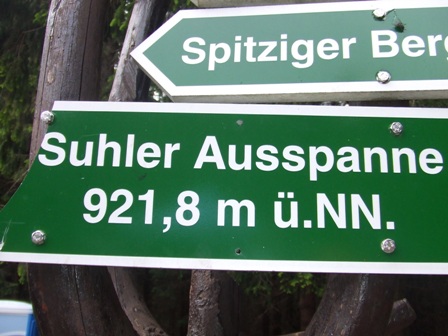 Spitziger Berg
Suhler Ausspanne
921,8 m ü.NN.